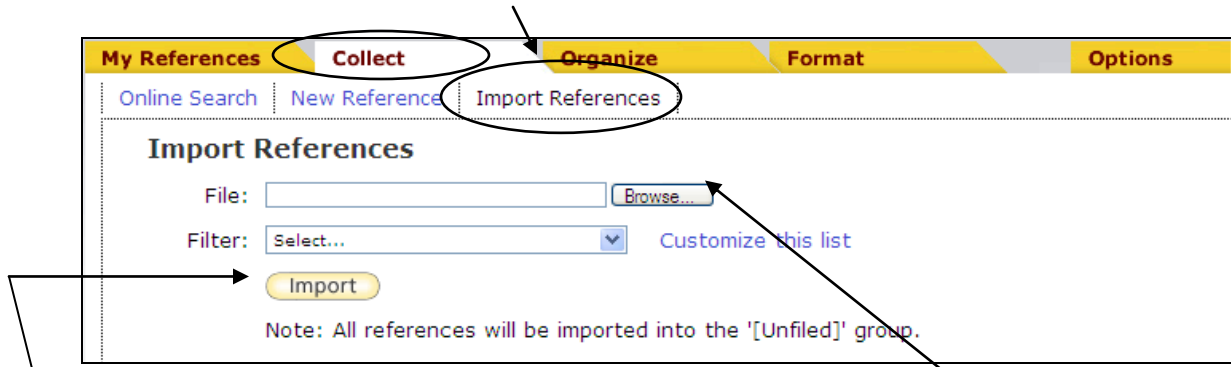 My References Collect Organize Format Options
Online Search New Reference Import References
Import References
File: Browse...
Filter: Select... Customize this list
Import
Note: All references will be imported into the '[Unfiled]' group.